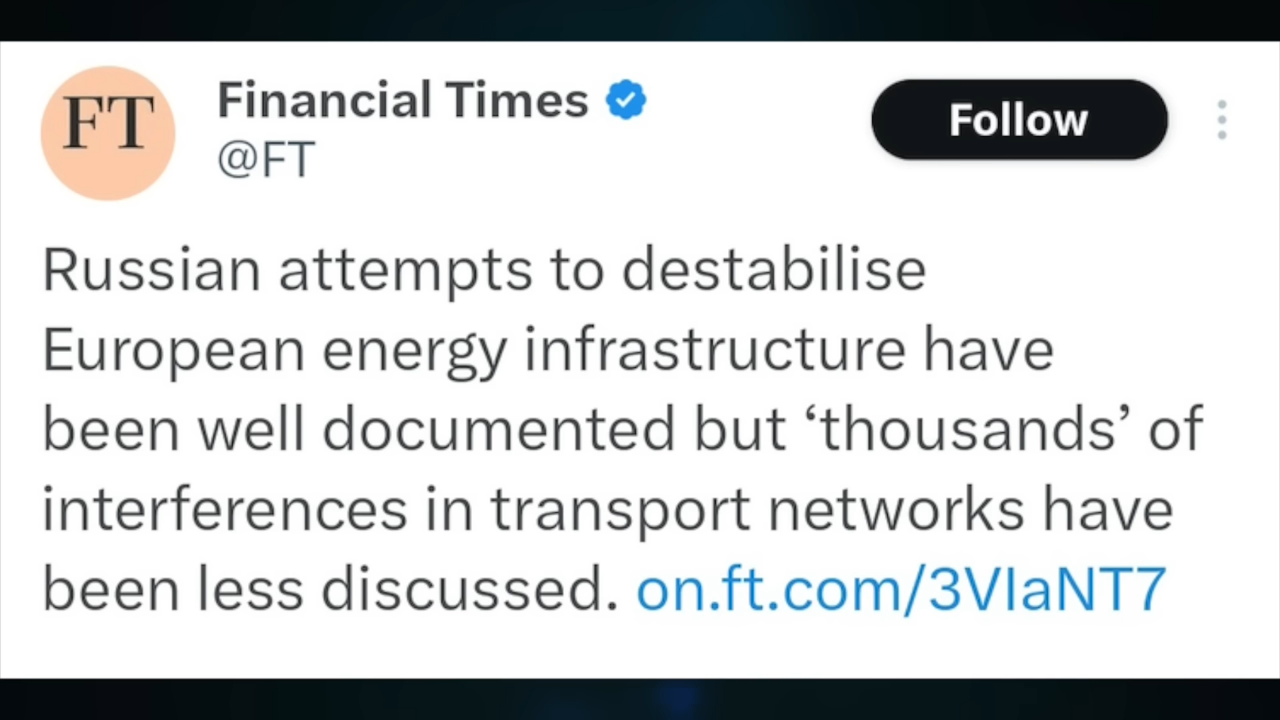 FT
Financial Times
@FT
Follow
Russian attempts to destabilise
European energy infrastructure have
been well documented but ‘thousands’ of
interferences in transport networks have
been less discussed. on.ft.com/3VIaNT7